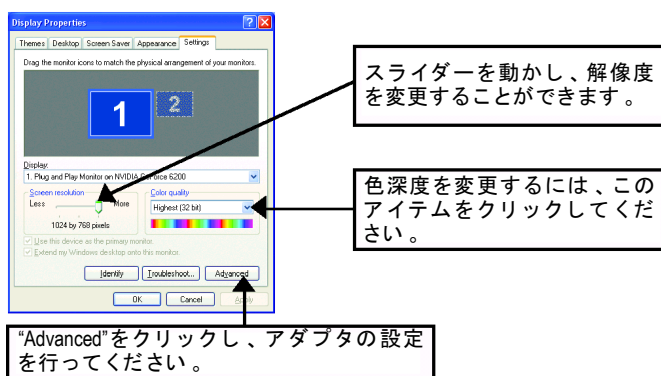 Display Properties
Themes Desktop Screen Saver Appearance Settings
Drag the monitor icons to match the physical arrangement of your monitors.
1 2
Display:
1. Plug and Play Monitor on NVIDIA GeForce 6200
Screen resolution
Less More
1024 by 768 pixels
Color quality
Highest (32 bit)
Use this device as the primary monitor.
Extend my Windows desktop onto this monitor.
Identify Troubleshoot... Advanced
OK Cancel Apply
スライダーを動かし、解像度
を変更することができます。
色深度を変更するには、この
アイテムをクリックしてくだ
さい。
“Advanced”をクリックし、アダプタの設定
を行ってください。